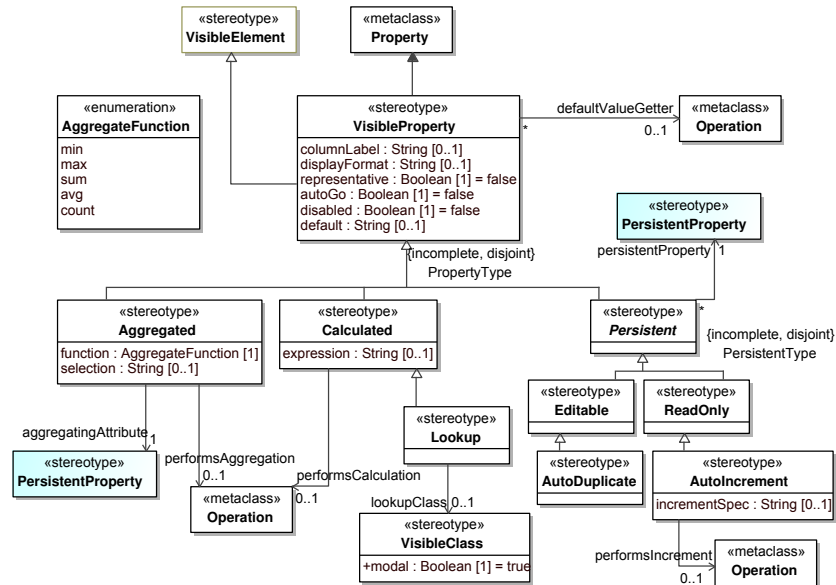 «stereotype»
VisibleElement
«metaclass»
Property
«enumeration»
AggregateFunction
min
max
sum
avg
count
«stereotype»
VisibleProperty
columnLabel : String [0..1]
displayFormat : String [0..1]
representative : Boolean [1] = false
autoGo : Boolean [1] = false
disabled : Boolean [1] = false
default : String [0..1]
defaultValueGetter
*
0..1
«metaclass»
Operation
«stereotype»
PersistentProperty
persistentProperty
1
{incomplete, disjoint}
PropertyType
«stereotype»
Aggregated
function : AggregateFunction [1]
selection : String [0..1]
«stereotype»
Calculated
expression : String [0..1]
«stereotype»
Persistent
*
{incomplete, disjoint}
PersistentType
«stereotype»
Editable
«stereotype»
ReadOnly
«stereotype»
Lookup
aggregatingAttribute
1
«stereotype»
PersistentProperty
performsAggregation
0..1
performsCalculation
0..1
«metaclass»
Operation
lookupClass
0..1
«stereotype»
VisibleClass
+modal : Boolean [1] = true
«stereotype»
AutoDuplicate
«stereotype»
AutoIncrement
incrementSpec : String [0..1]
performsIncrement
0..1
«metaclass»
Operation